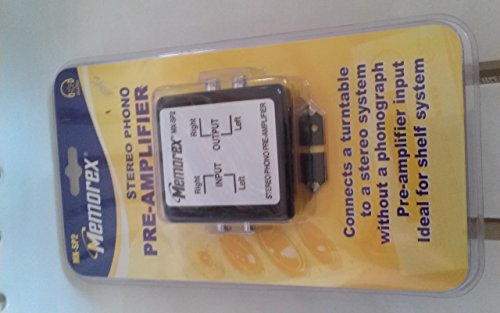 MX-SP2
Memorex
STEREO PHONO
PRE-AMPLIFIER
Memorex MX-SP2
Right
INPUT
Left
Right
OUTPUT
Left
STEREO PHONO PRE-AMPLIFIER
Connects a turntable
to a stereo system
without a phonograph
Pre-amplifier input
Ideal for shelf system